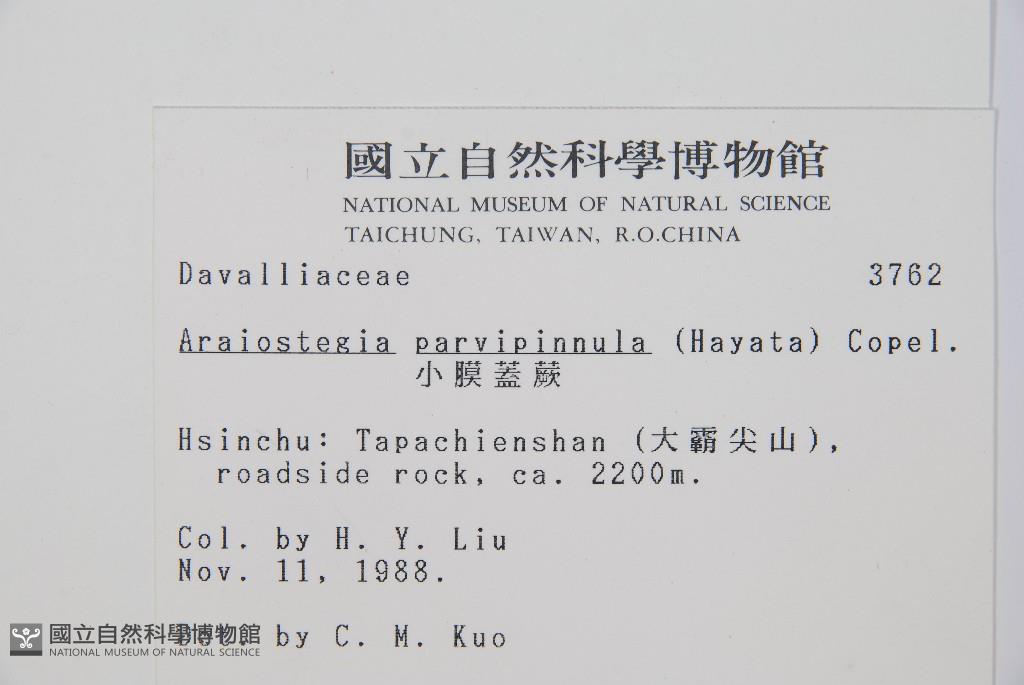 國立自然科學博物館
NATIONAL MUSEUM OF NATURAL SCIENCE
TAICHUNG, TAIWAN, R.O.CHINA
Davalliaceae 3762
Araiostegia parvipinnula (Hayata) Copel.
小膜蓋蕨
Hsinchu: Tapachienshan (大霸尖山),
roadside rock, ca. 2200m.
Col. by H. Y. Liu
Nov. 11, 1988.
by C. M. Kuo
國立自然科學博物館
NATIONAL MUSEUM OF NATURAL SCIENCE